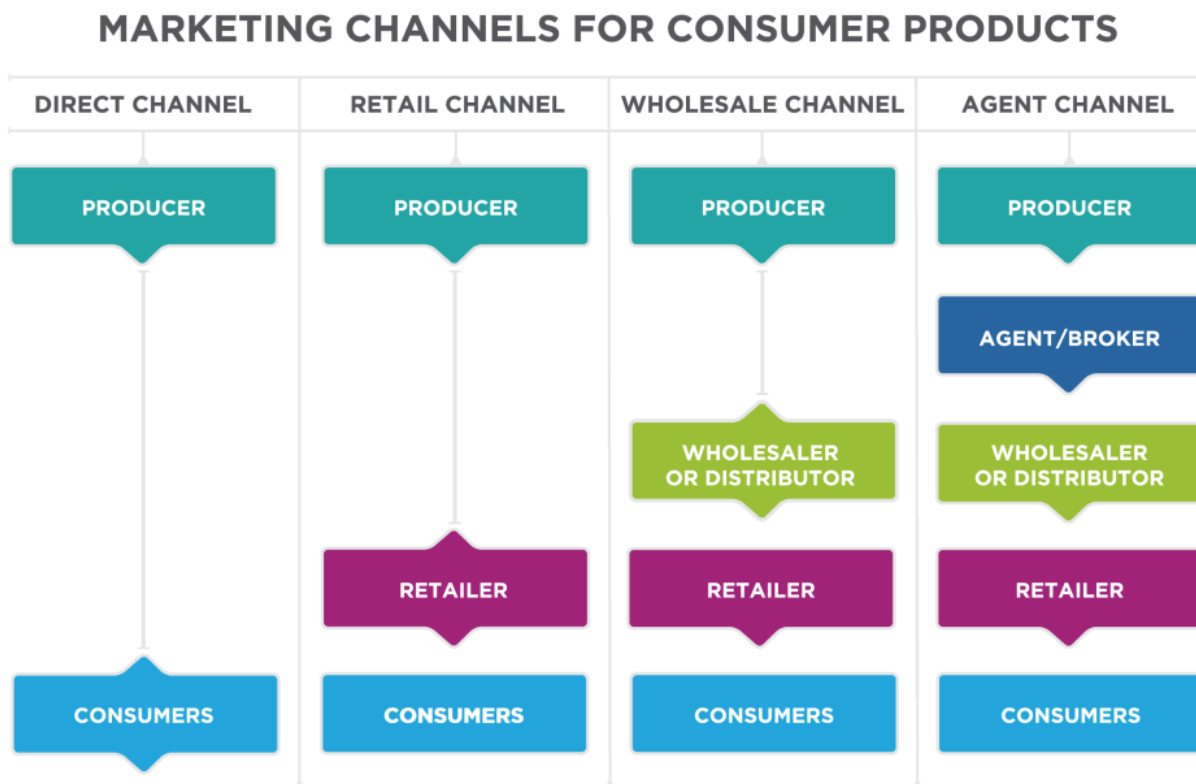 MARKETING CHANNELS FOR CONSUMER PRODUCTS
DIRECT CHANNEL
RETAIL CHANNEL
WHOLESALE CHANNEL
AGENT CHANNEL
PRODUCER
PRODUCER
PRODUCER
PRODUCER
AGENT/BROKER
WHOLESALER
OR DISTRIBUTOR
WHOLESALER
OR DISTRIBUTOR
RETAILER
RETAILER
RETAILER
CONSUMERS
CONSUMERS
CONSUMERS
CONSUMERS